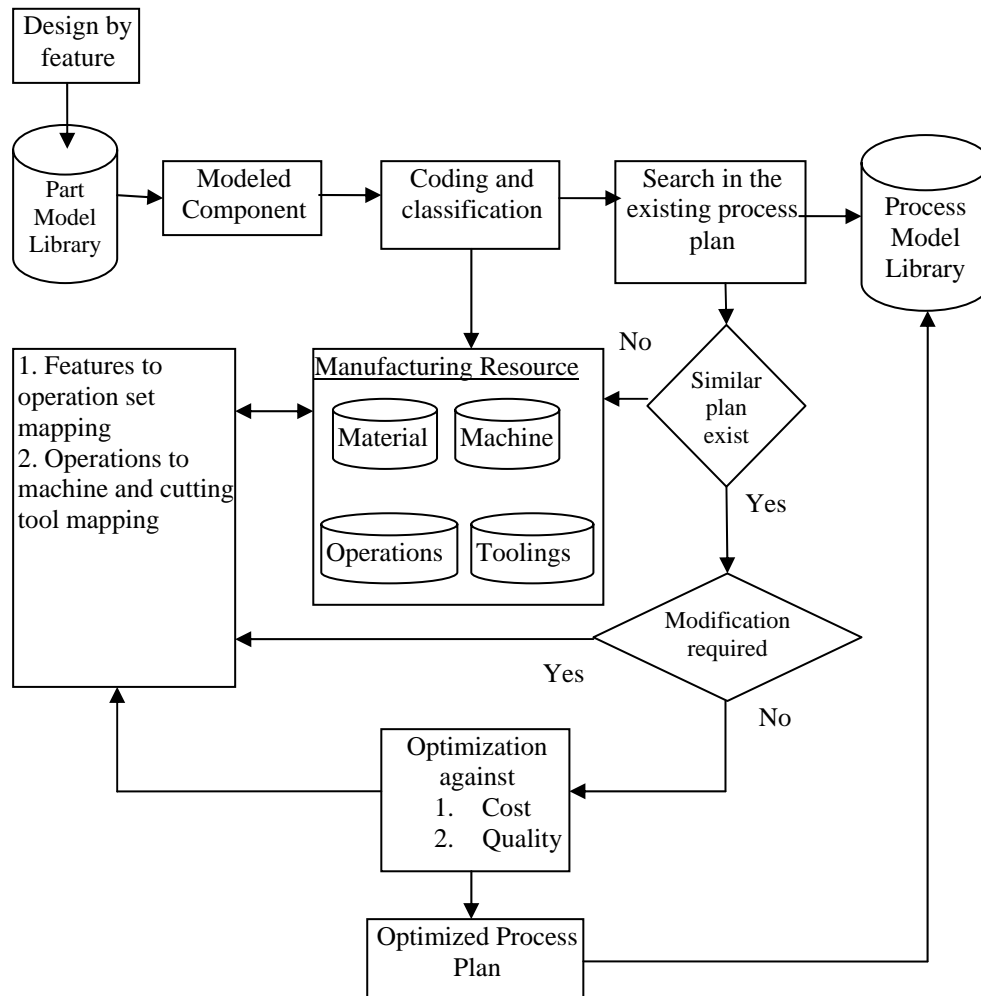 Design by
feature
Part
Model
Library
Modeled
Component
Coding and
classification
Search in the
existing process
plan
Process
Model
Library
No
Similar
plan
exist
Yes
1. Features to
operation set
mapping
2. Operations to
machine and cutting
tool mapping
Manufacturing Resource
Material
Machine
Operations
Toolings
Modification
required
Yes
No
Optimization
against
1. Cost
2. Quality
Optimized Process
Plan